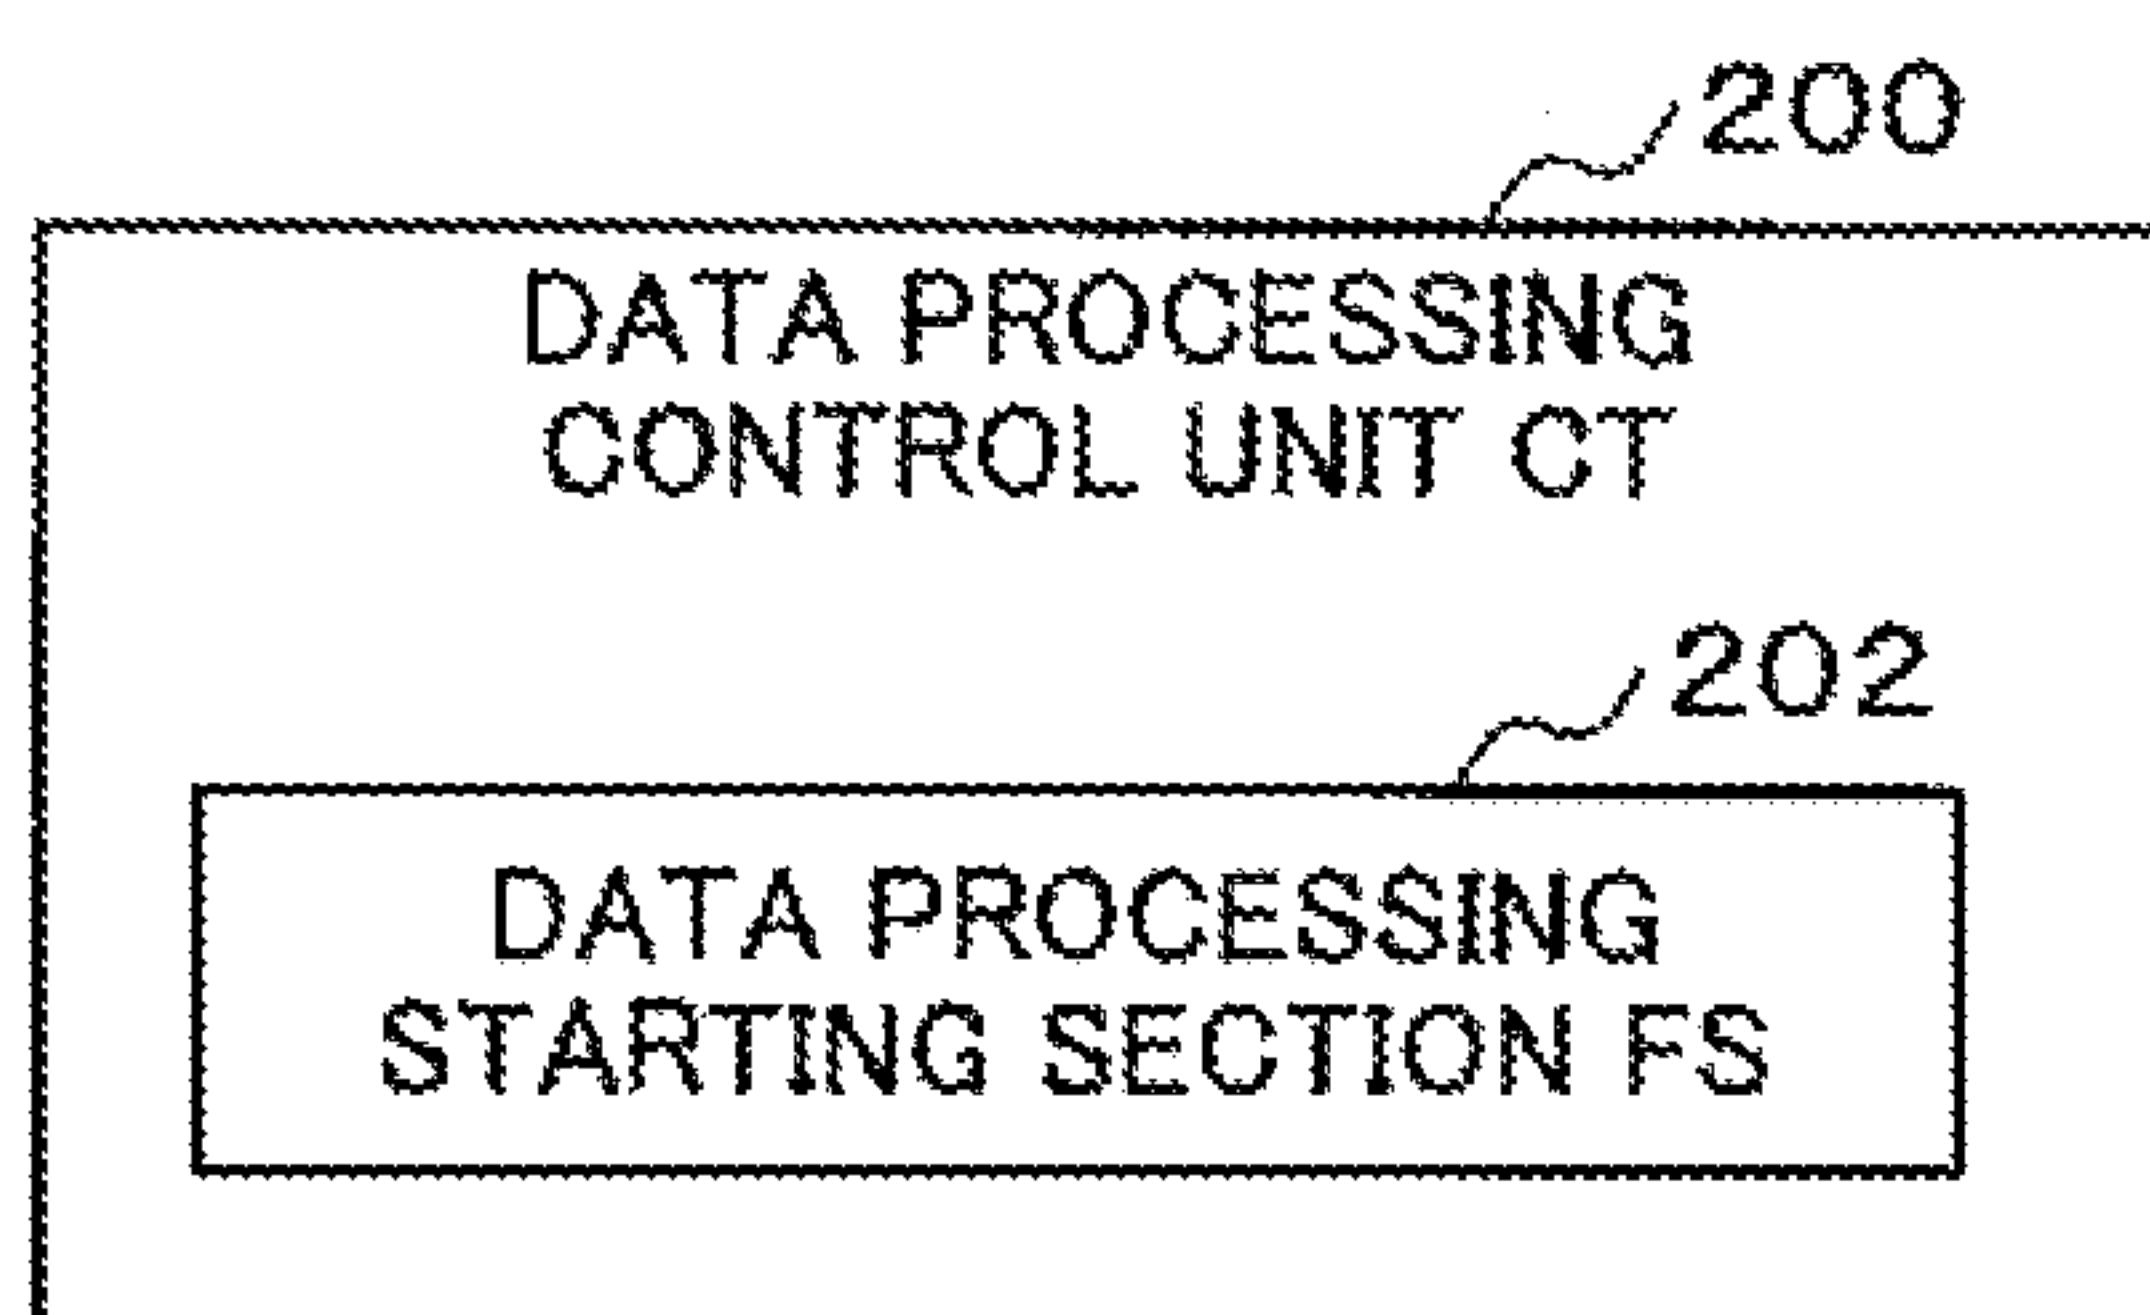 200
DATA PROCESSING
CONTROL UNIT CT
202
DATA PROCESSING
STARTING SECTION FS